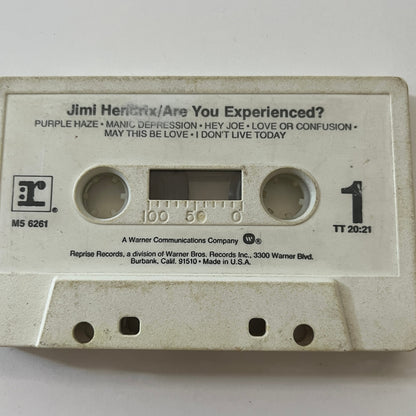 Jimi Hendrix/Are You Experienced?
PURPLE HAZE • MANIC DEPRESSION • HEY JOE • LOVE OR CONFUSION •
MAY THIS BE LOVE • I DON'T LIVE TODAY
r ®
M5 6261
100 50 0
1
TT 20:21
A Warner Communications Company W ®
Reprise Records, a division of Warner Bros. Records Inc., 3300 Warner Blvd.
Burbank, Calif. 91510 • Made in U.S.A.